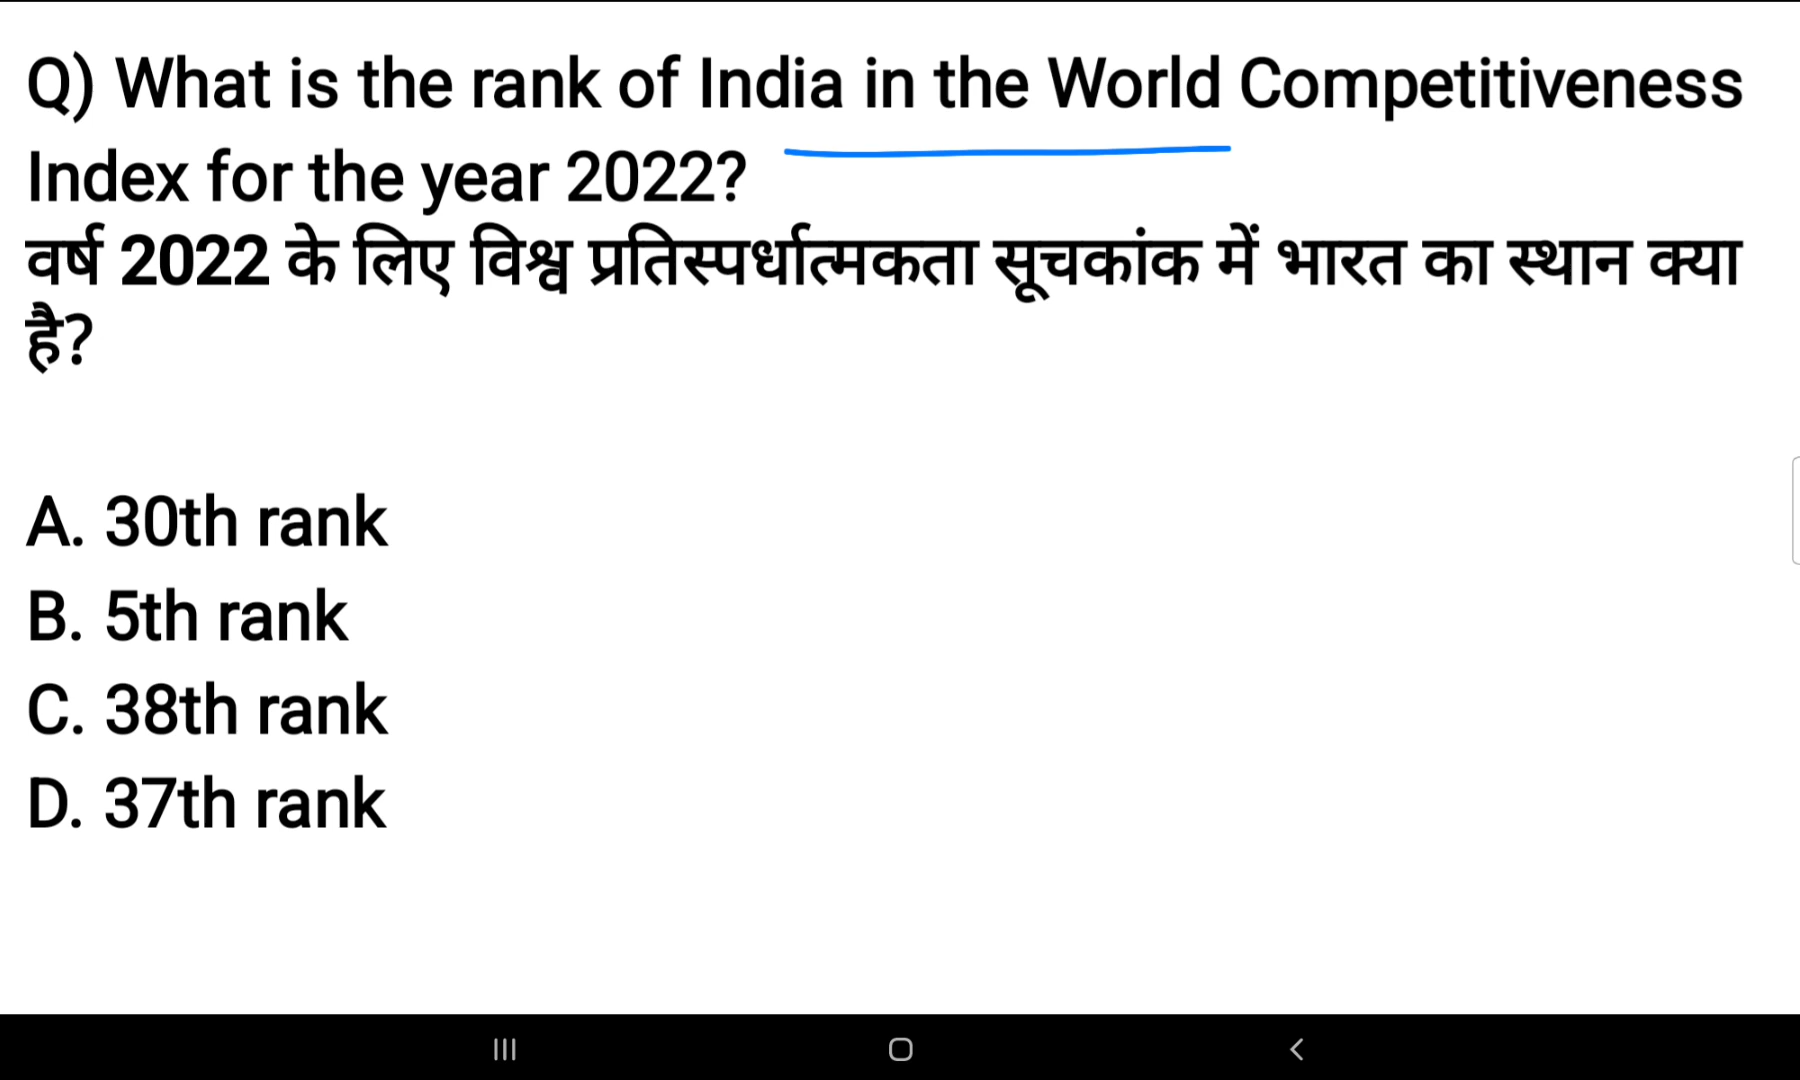 Q) What is the rank of India in the World Competitiveness
Index for the year 2022?
वर्ष 2022 के लिए विश्व प्रतिस्पर्धात्मकता सूचकांक में भारत का स्थान क्या
है?
A. 30th rank
B. 5th rank
C. 38th rank
D. 37th rank